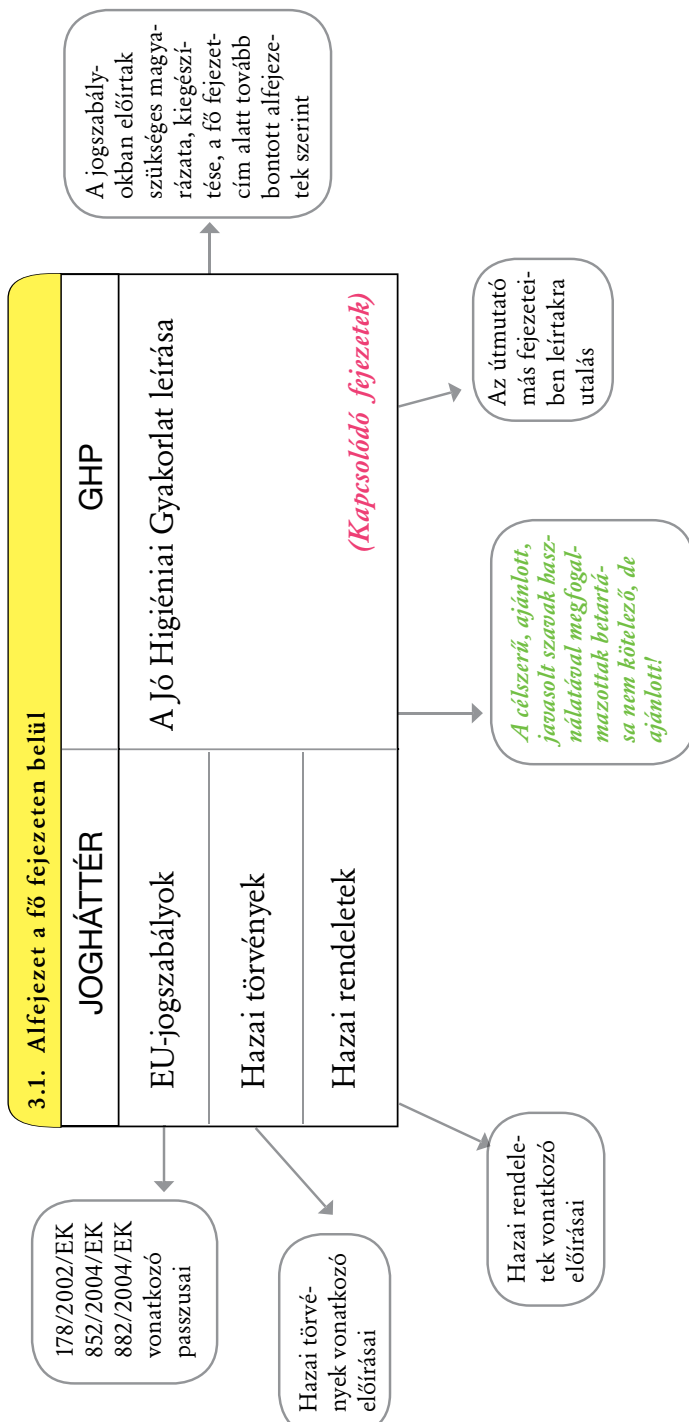 3.1. Alfejezet a fő fejezeten belül
JOGHÁTTÉR
GHP
EU-jogszabályok
Hazai törvények
Hazai rendeletek
A Jó Higiéniai Gyakorlat leírása
(Kapcsolódó fejezetek)
178/2002/EK
852/2004/EK
882/2004/EK
vonatkozó
passzusai
Hazai törvé-
nyek vonatkozó
előírásai
Hazai rendele-
tek vonatkozó
előírásai
A célszerű, ajánlott,
javasolt szavak hasz-
nálatával megfogal-
mazottak betartá-
sa nem kötelező, de
ajánlott!
Az útmutató
más fejezetei-
ben leírtakra
utalás
A jogszabály-
okban előírtak
szükséges magya-
rázata, kiegészí-
tése, a fő fejezet-
cím alatt tovább
bontott alfejeze-
tek szerint